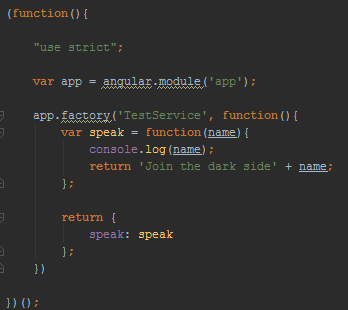 (function(){
"use strict";
var app = angular.module('app');
app.factory('TestService', function(){
var speak = function(name){
console.log(name);
return 'Join the dark side' + name;
};
return {
speak: speak
};
})
})();